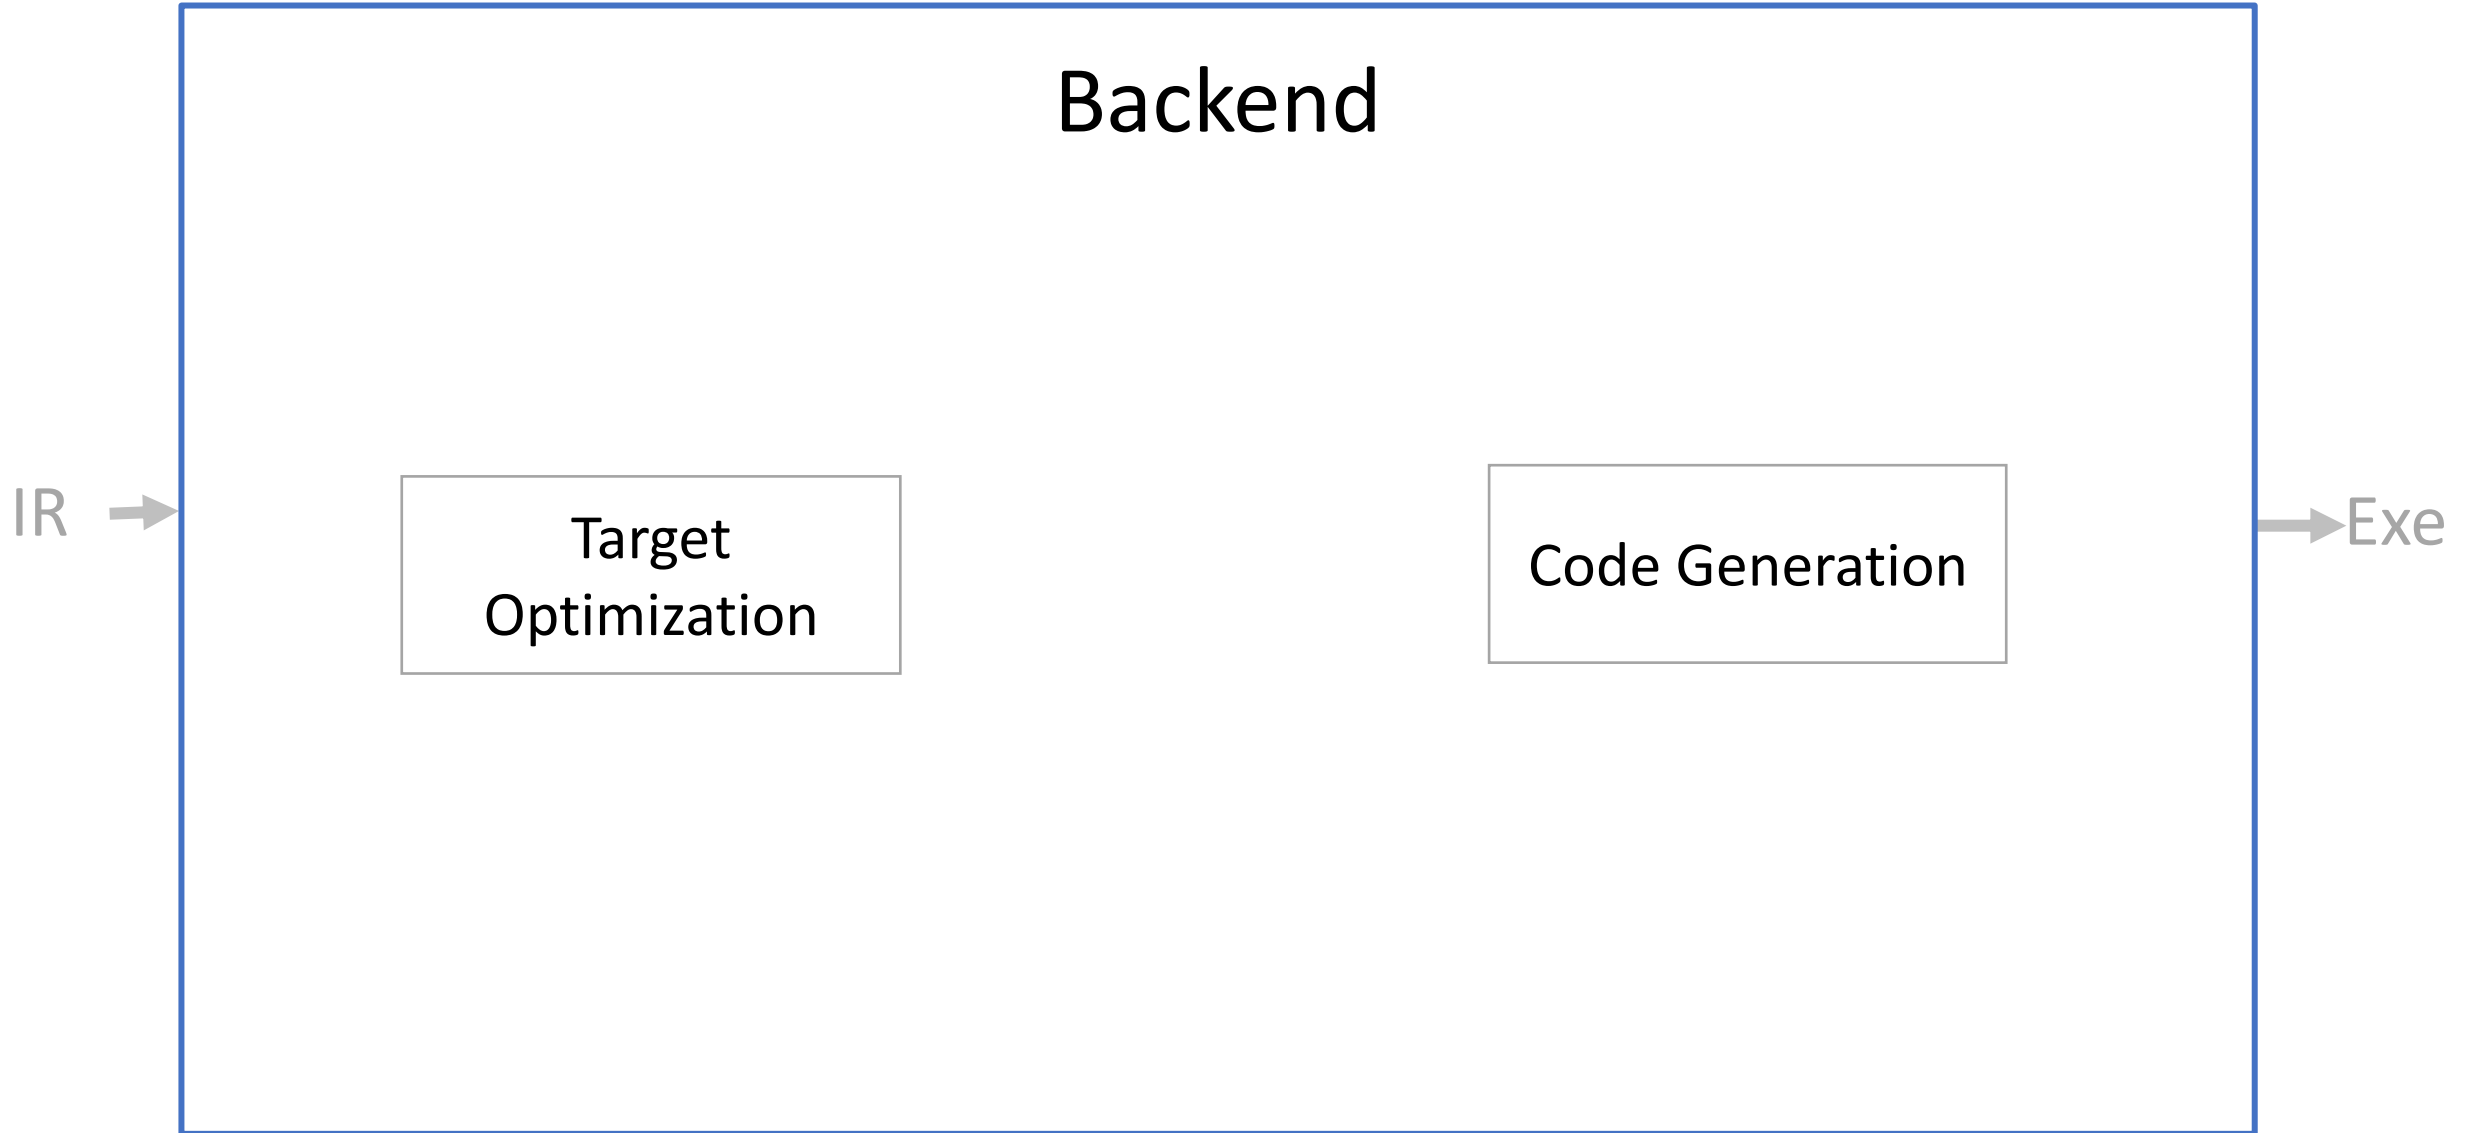 Backend
IR
Target
Optimization
Code Generation
Exe